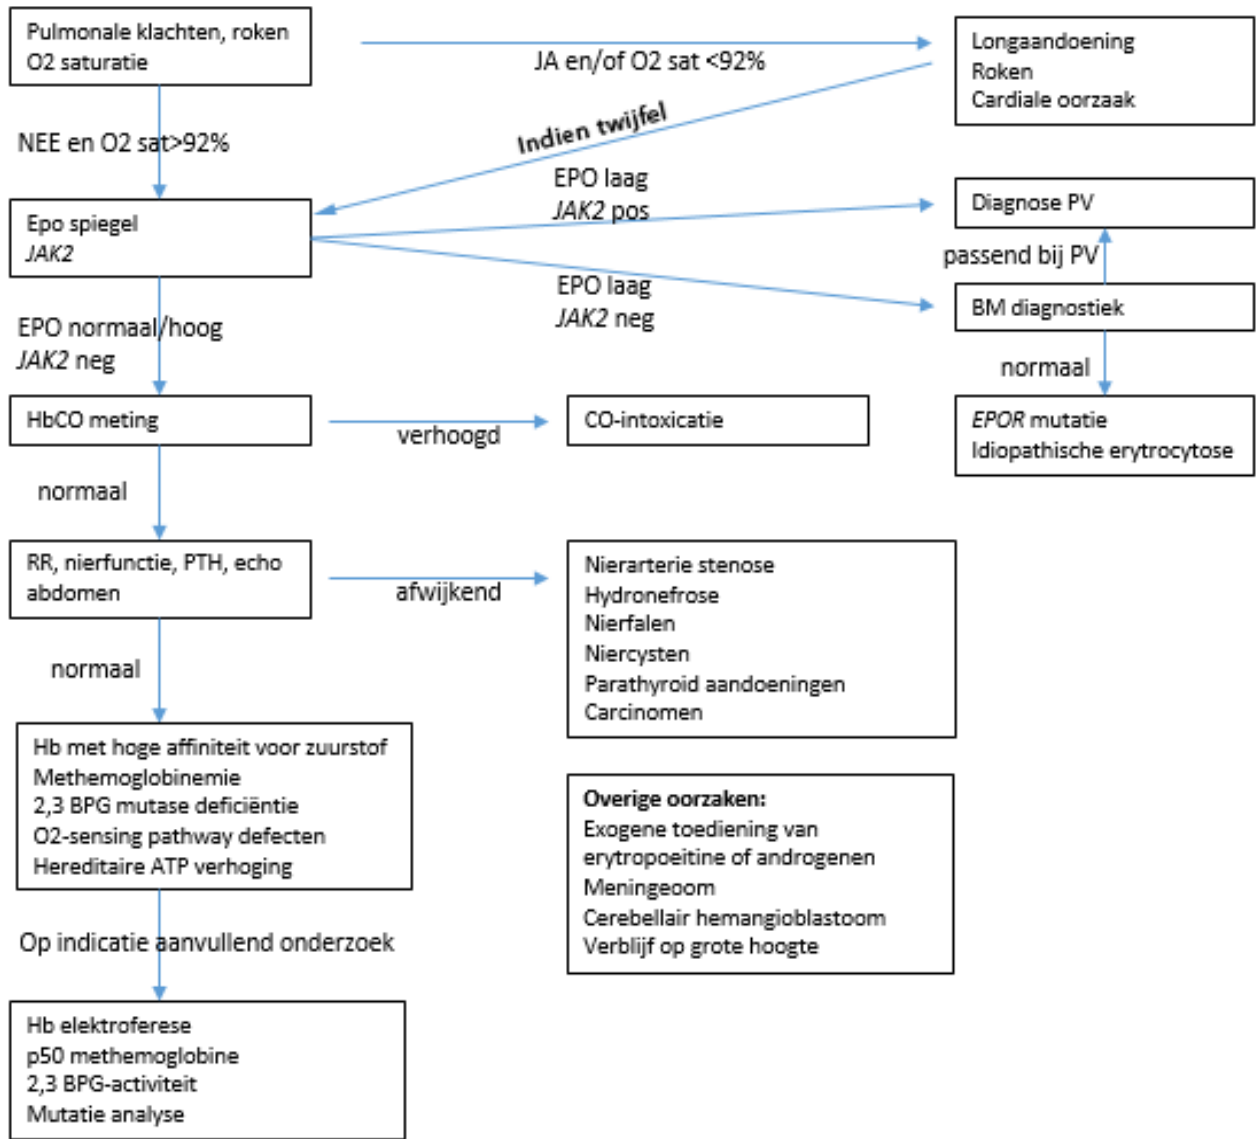 Pulmonale klachten, roken
O2 saturatie
JA en/of O2 sat <92%
Longaandoening
Roken
Cardiale oorzaak
NEE en O2 sat>92%
Indien twijfel
Epo spiegel
JAK2
EPO laag
JAK2 pos
Diagnose PV
passend bij PV
EPO laag
JAK2 neg
BM diagnostiek
EPO normaal/hoog
JAK2 neg
normaal
HbCO meting
verhoogd
CO-intoxicatie
EPOR mutatie
Idiopathische erytrocytose
normaal
RR, nierfunctie, PTH, echo
abdomen
afwijkend
Nierarterie stenose
Hydronefrose
Nierfalen
Niercysten
Parathyroid aandoeningen
Carcinomen
normaal
Hb met hoge affiniteit voor zuurstof
Methemoglobinemie
2,3 BPG mutase deficiëntie
O2-sensing pathway defecten
Hereditaire ATP verhoging
Overige oorzaken:
Exogene toediening van
erytropoeitine of androgenen
Meningeoom
Cerebellair hemangioblastoom
Verblijf op grote hoogte
Op indicatie aanvullend onderzoek
Hb elektroferese
p50 methemoglobine
2,3 BPG-activiteit
Mutatie analyse